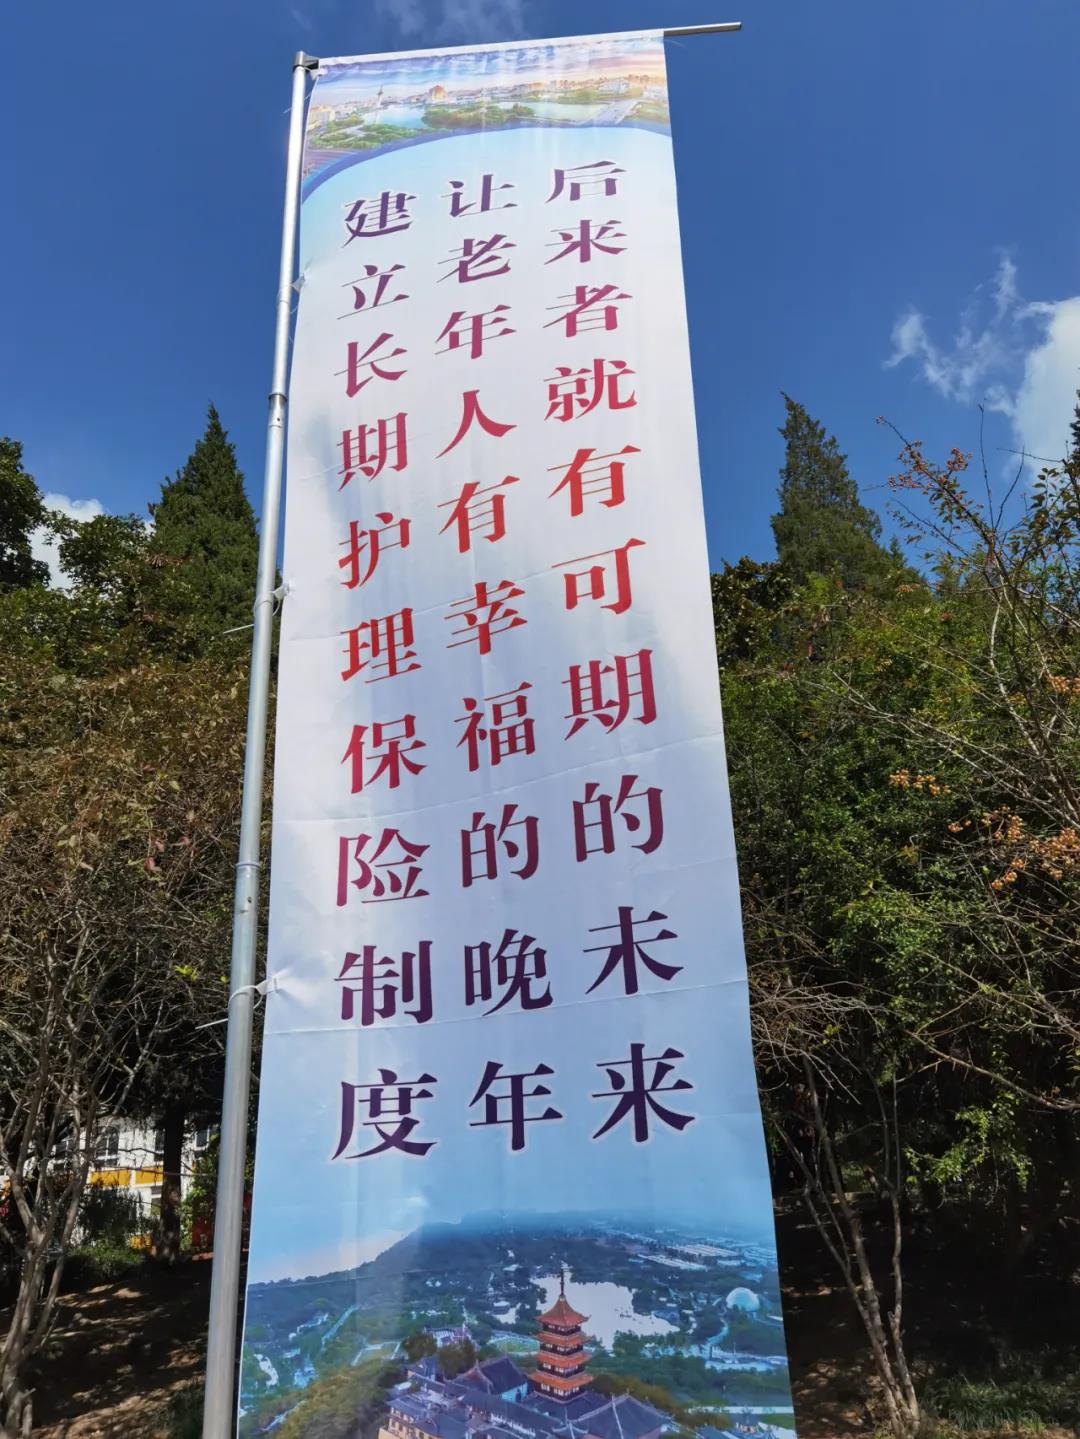 建立长期护理保险制度
让老年人有幸福的晚年
后来者就有可期的未来